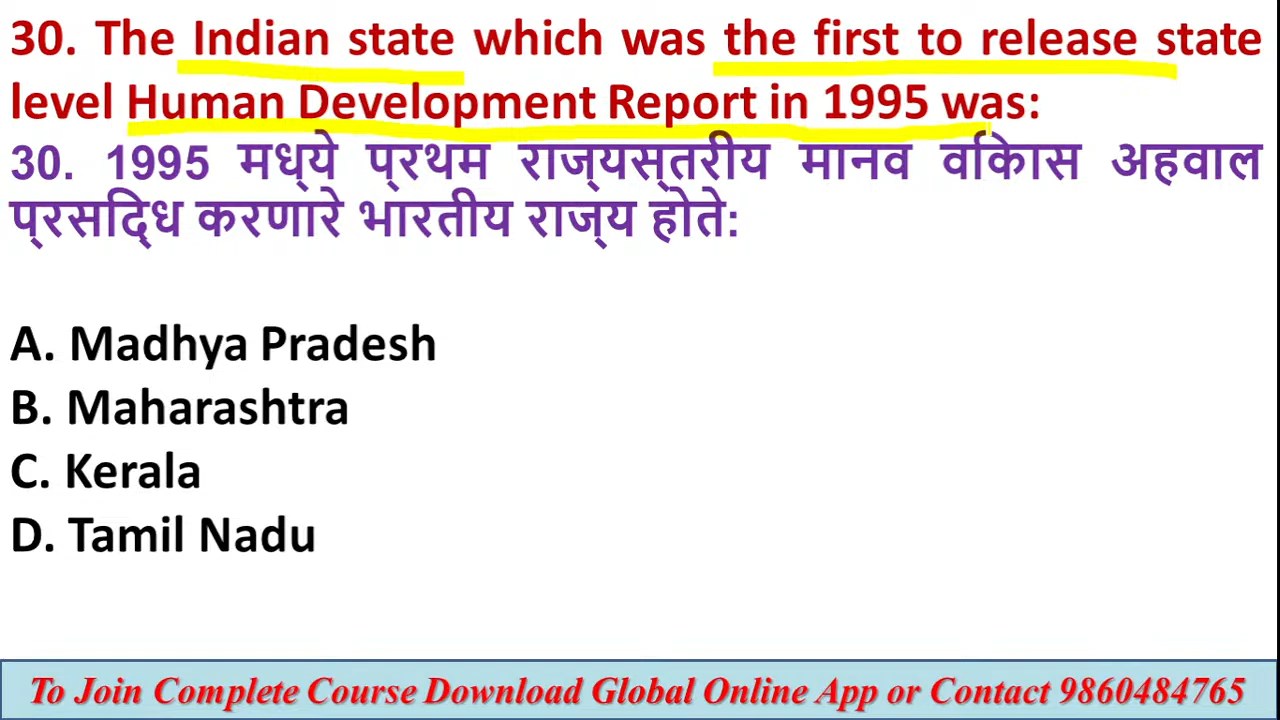 30. The Indian state which was the first to release state
level Human Development Report in 1995 was:
30. 1995 मध्ये प्रथम राज्यस्तरीय मानव विकास अहवाल
प्रसिद्धि करणारे भारतीय राज्य होते:
A. Madhya Pradesh
B. Maharashtra
C. Kerala
D. Tamil Nadu
To Join Complete Course Download Global Online App or Contact 9860484765